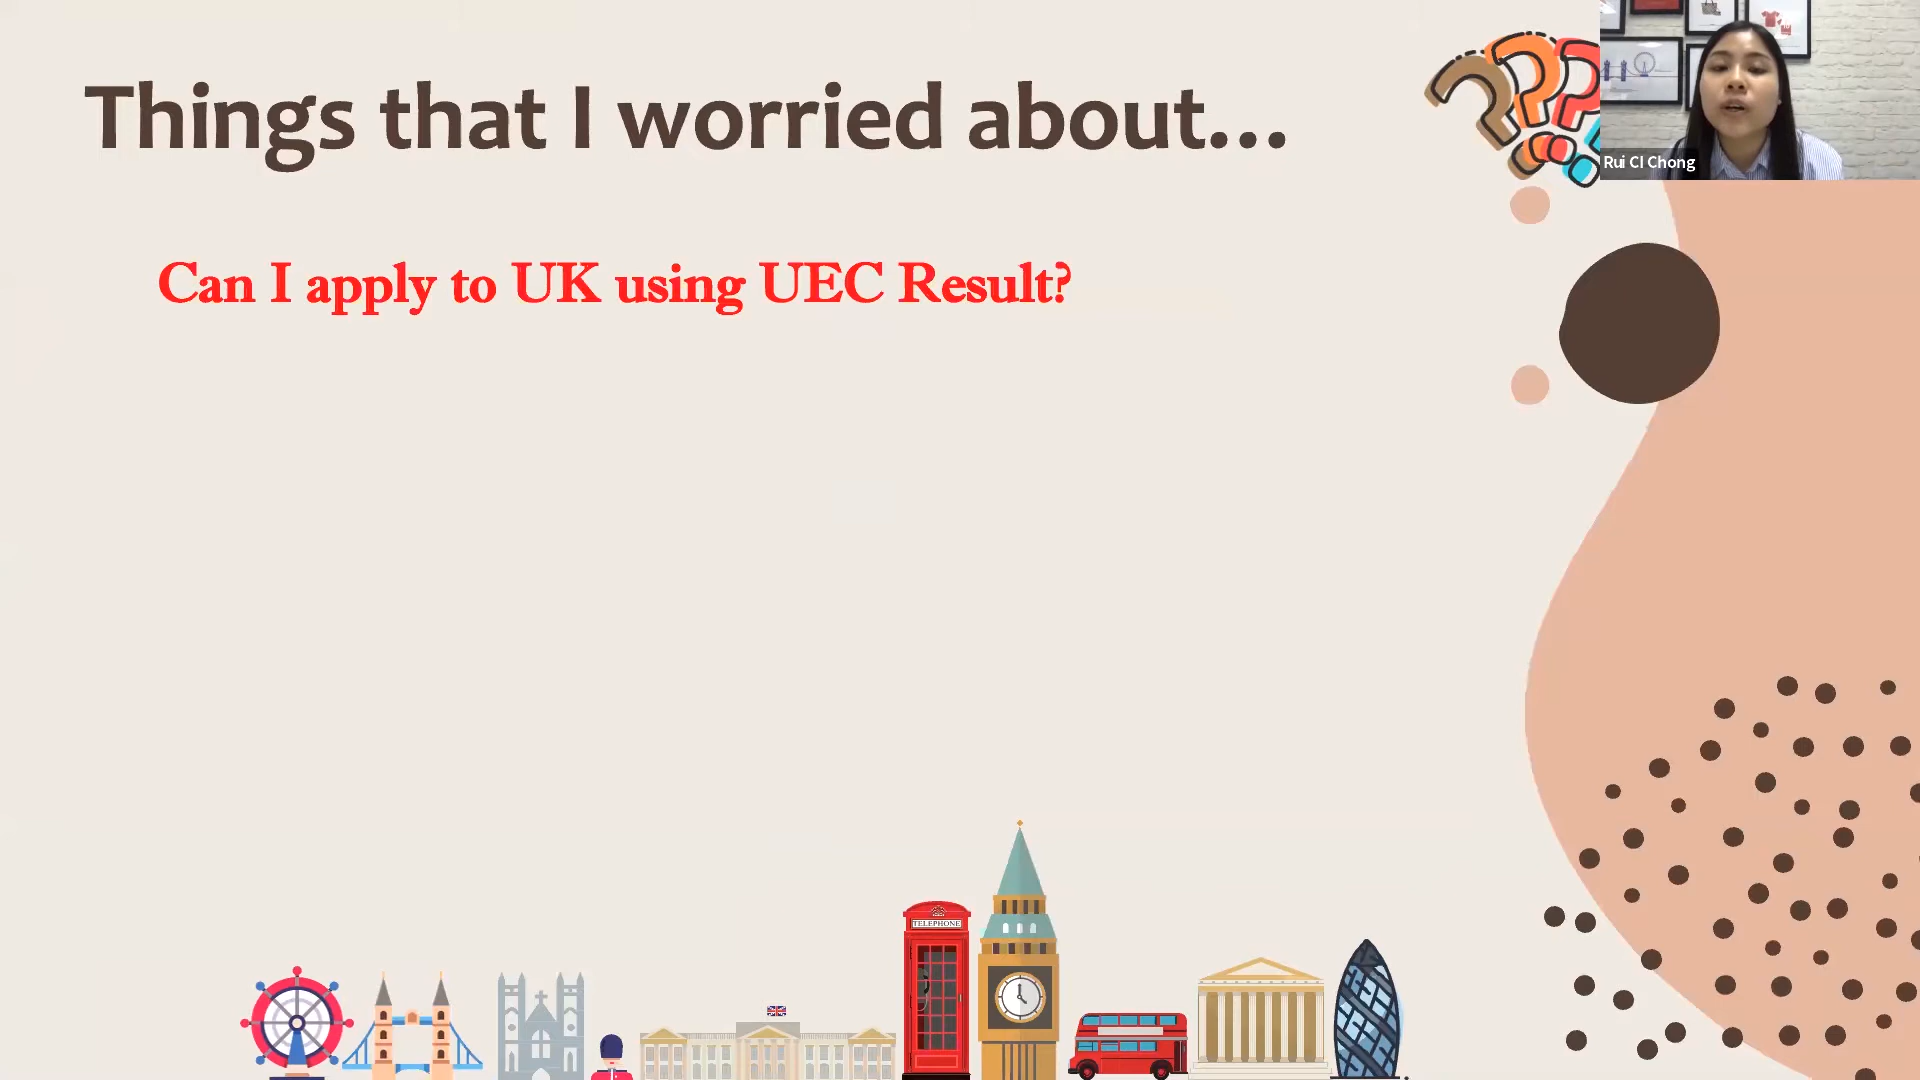 Things that I worried about...
Rui CI Chong
Can I apply to UK using UEC Result?
TELEPHONE